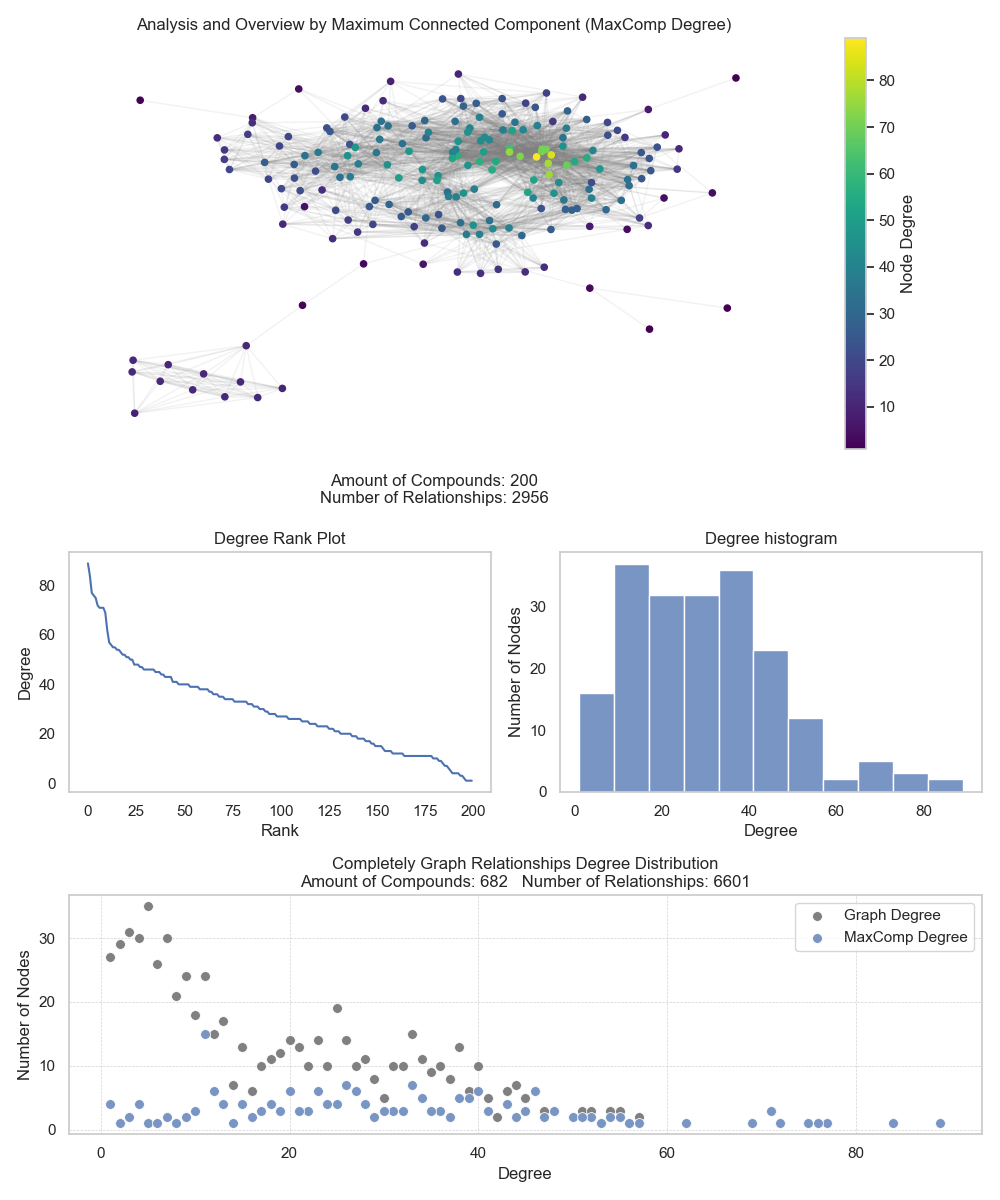 Analysis and Overview by Maximum Connected Component (MaxComp Degree)
80
70
60
50
40
30
20
10
Node Degree
Amount of Compounds: 200
Number of Relationships: 2956
Degree Rank Plot
80
60
40
20
0
Degree
0 25 50 75 100 125 150 175 200
Rank
Degree histogram
30
20
10
0
Number of Nodes
0 20 40 60 80
Degree
Completely Graph Relationships Degree Distribution
Amount of Compounds: 682 Number of Relationships: 6601
Graph Degree
MaxComp Degree
30
20
10
0
Number of Nodes
0 20 40 60 80
Degree